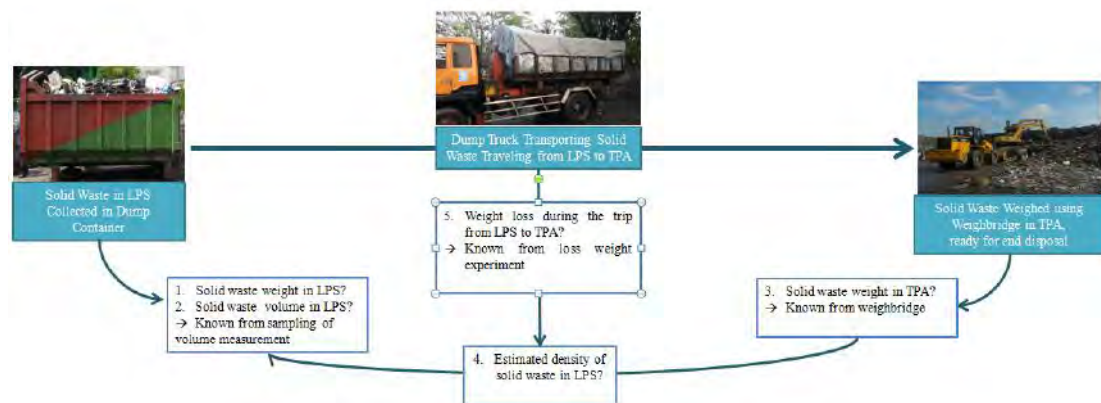 Dump Truck Transporting Solid
Waste Traveling from LPS to TPA
Solid Waste in LPS
Collected in Dump
Container
Solid Waste Weighed using
Weighbridge in TPA,
ready for end disposal
5. Weight loss during the trip
from LPS to TPA?
→ Known from loss weight
experiment
1. Solid waste weight in LPS?
2. Solid waste volume in LPS?
→ Known from sampling of
volume measurement
3. Solid waste weight in TPA?
→ Known from weighbridge
4. Estimated density of
solid waste in LPS?